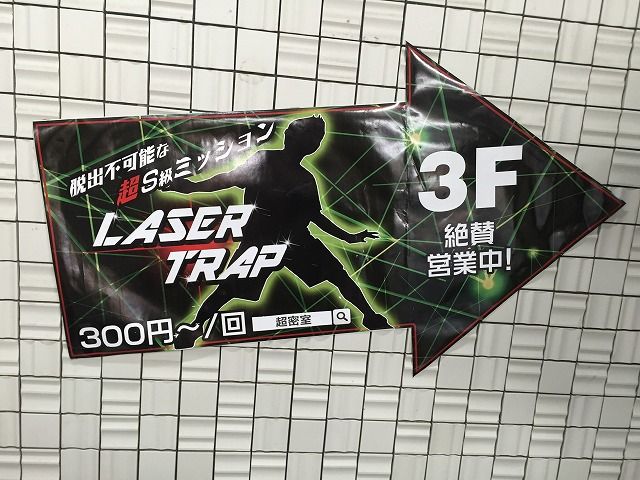 脱出不可能な
超S級ミッション
LASER
TRAP
300円〜/回
超密室
3F
絶賛
営業中!